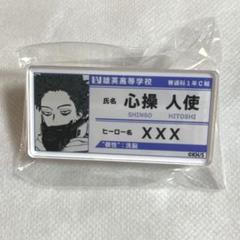 雄英高等学校 普通科1年C組
氏名 心操 人使
SHINSO HITOSHI
ヒーロー名 XXX
"個性":洗脳